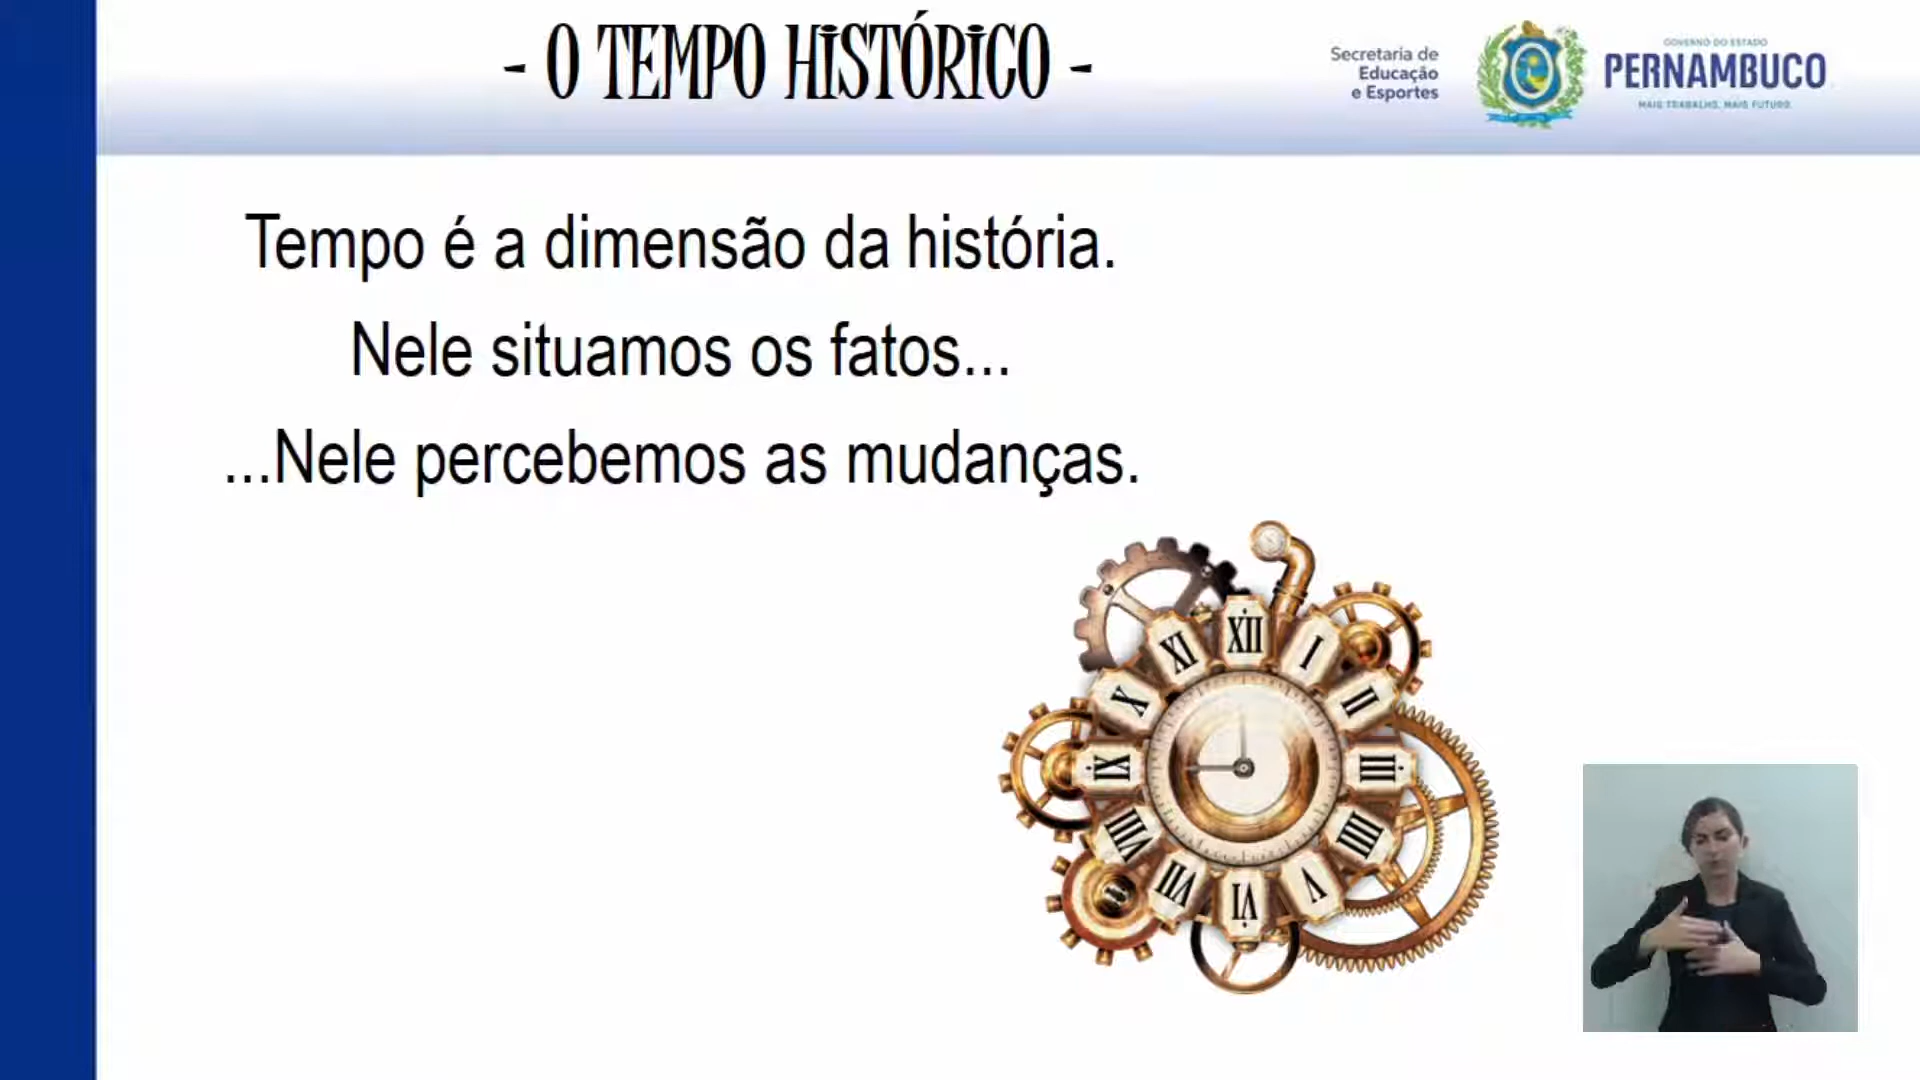 - O TEMPO HISTÓRICO -
Secretaria de
Educação
e Esportes
GOVERNO DO ESTADO
PERNAMBUCO
MAIS TRABALHO, MAIS FUTURO.
Tempo é a dimensão da história.
Nele situamos os fatos...
...Nele percebemos as mudanças.
XII
I
II
III
IIII
V
VI
VII
VIII
IX
X
XI